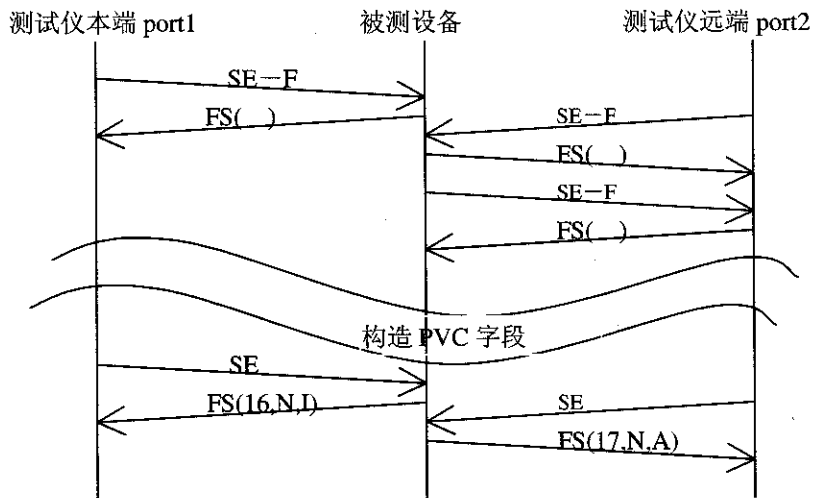 测试仪本端 port1
被测设备
测试仪远端 port2
SE－F
FS( )
SE－F
FS( )
SE－F
FS( )
构造 PVC 字段
SE
FS(16,N,I)
SE
FS(17,N,A)